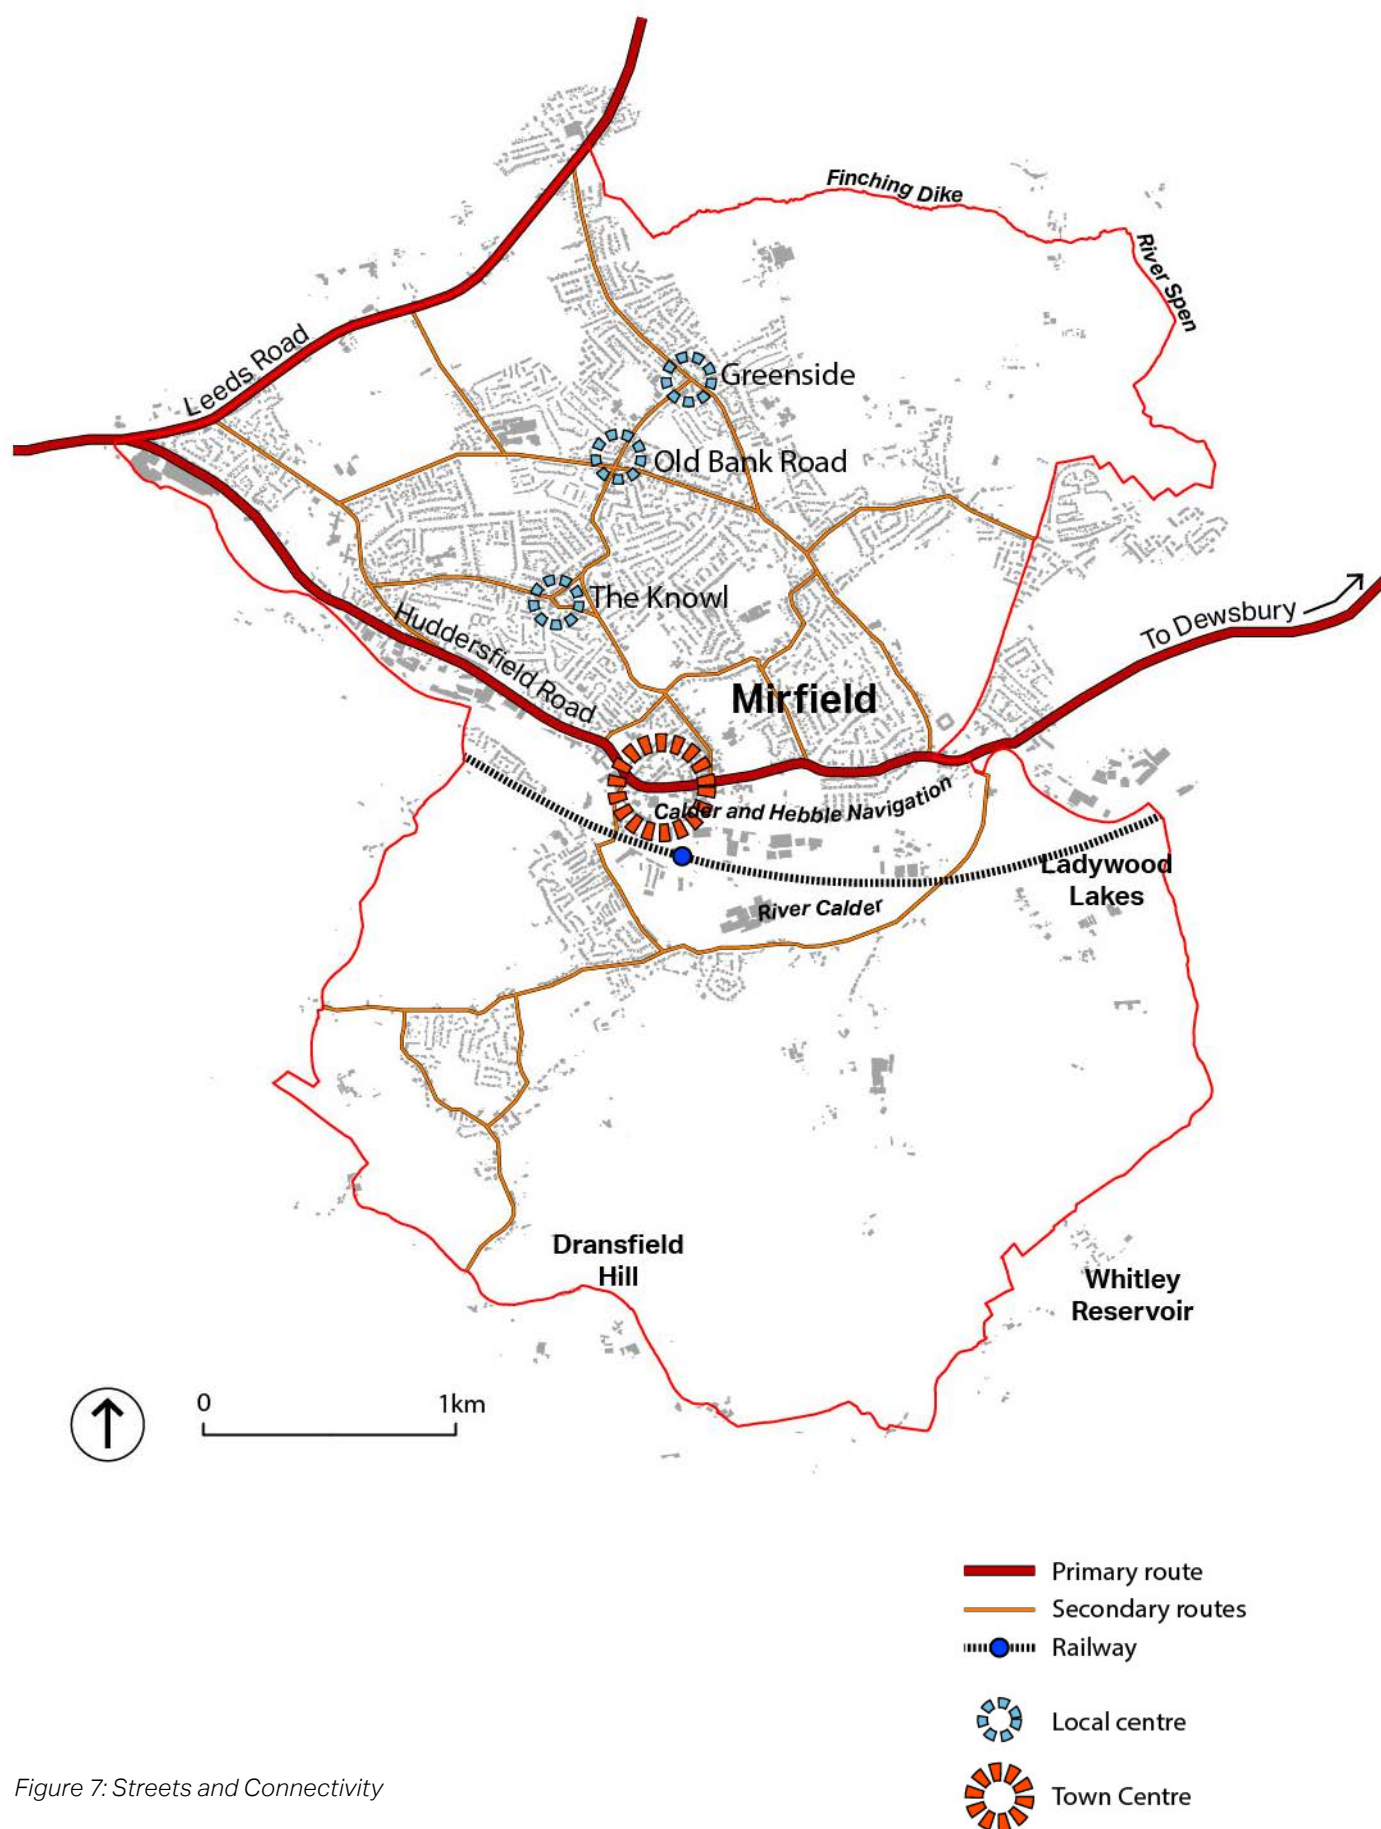 Finching Dike
River Spen
Leeds Road
Greenside
Old Bank Road
The Knowl
To Dewsbury
Huddersfield Road
Mirfield
Calder and Hebble Navigation
Ladywood
Lakes
River Calder
Dransfield
Hill
Whitley
Reservoir
0
1km
Primary route
Secondary routes
Railway
Local centre
Town Centre
Figure 7: Streets and Connectivity